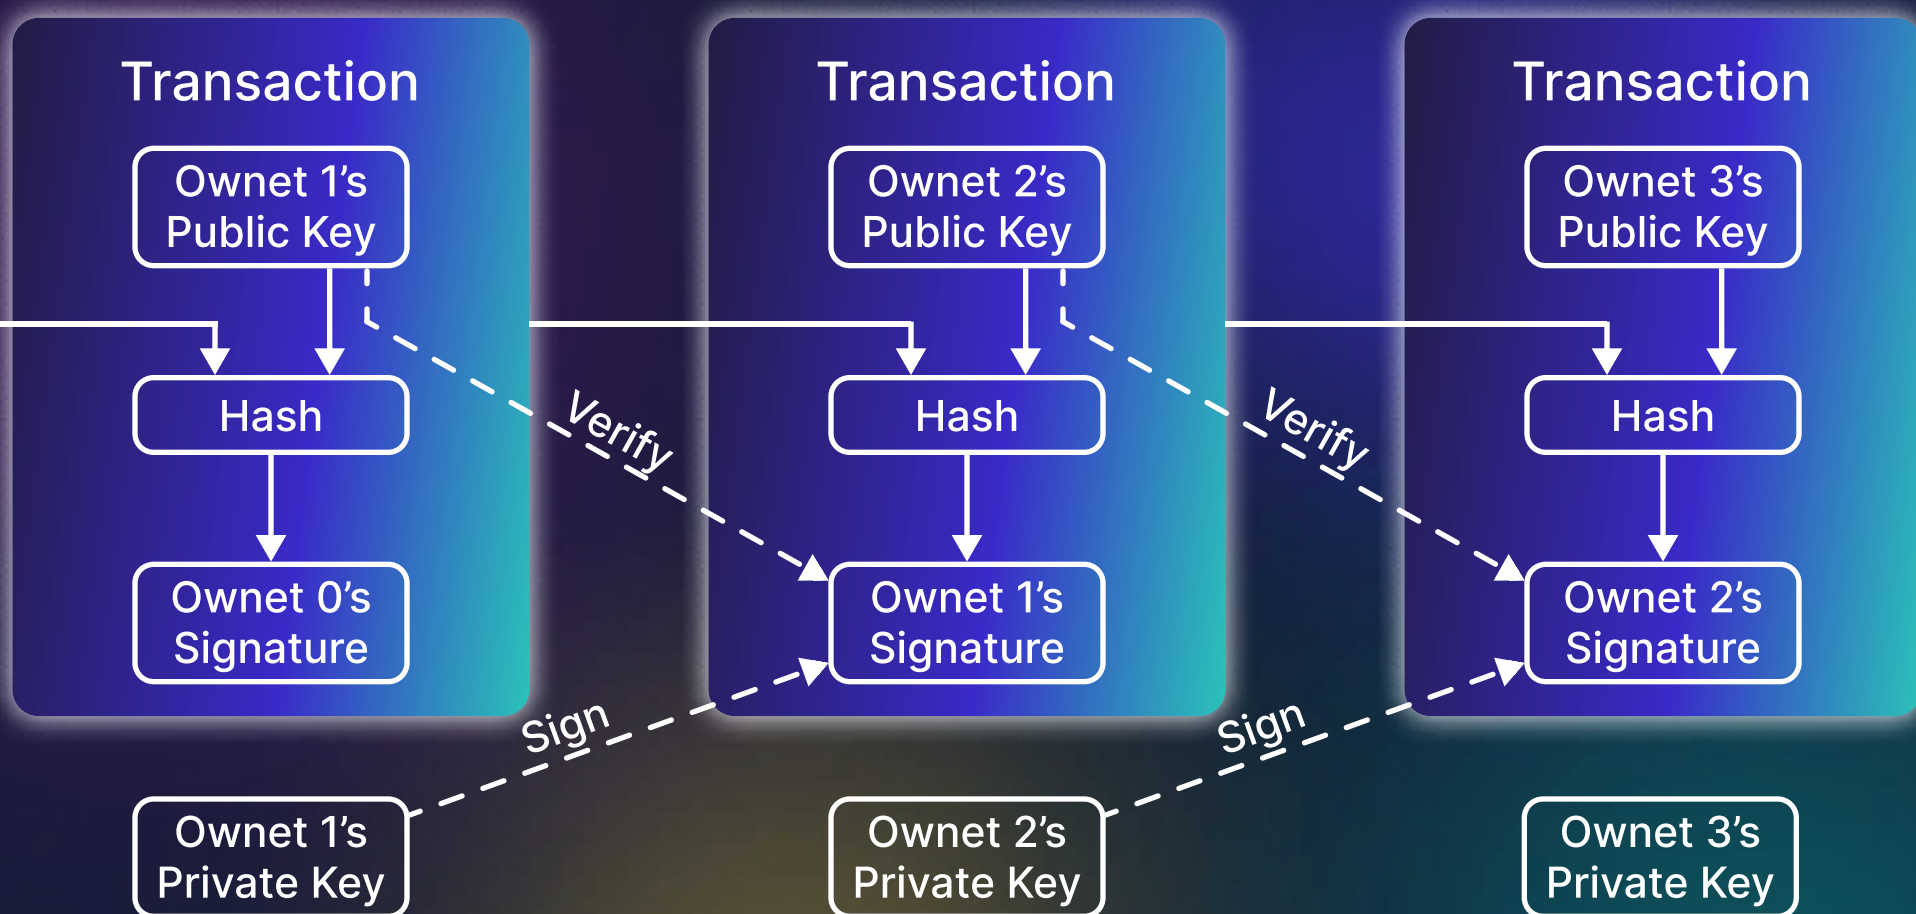 Transaction
Ownet 1’s
Public Key
Hash
Ownet 0’s
Signature
Verify
Sign
Ownet 1’s
Private Key
Transaction
Ownet 2’s
Public Key
Hash
Ownet 1’s
Signature
Verify
Sign
Ownet 2’s
Private Key
Transaction
Ownet 3’s
Public Key
Hash
Ownet 2’s
Signature
Ownet 3’s
Private Key